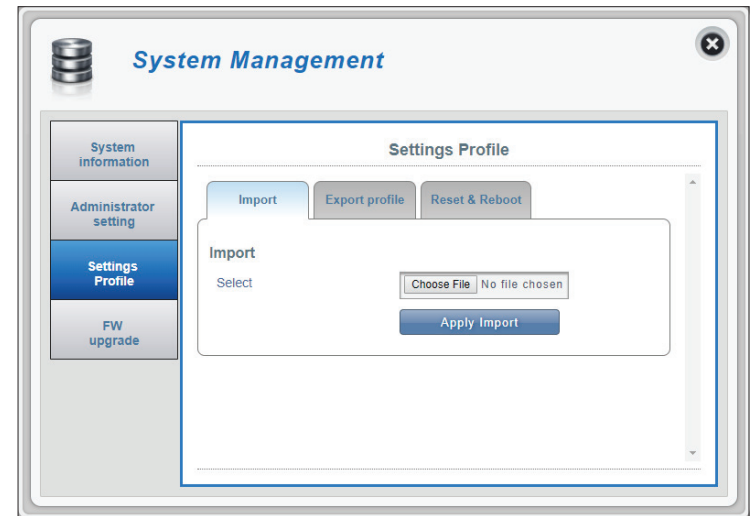 System Management
System
information
Administrator
setting
Settings
Profile
FW
upgrade
Settings Profile
Import
Export profile
Reset & Reboot
Import
Select
Choose File No file chosen
Apply Import